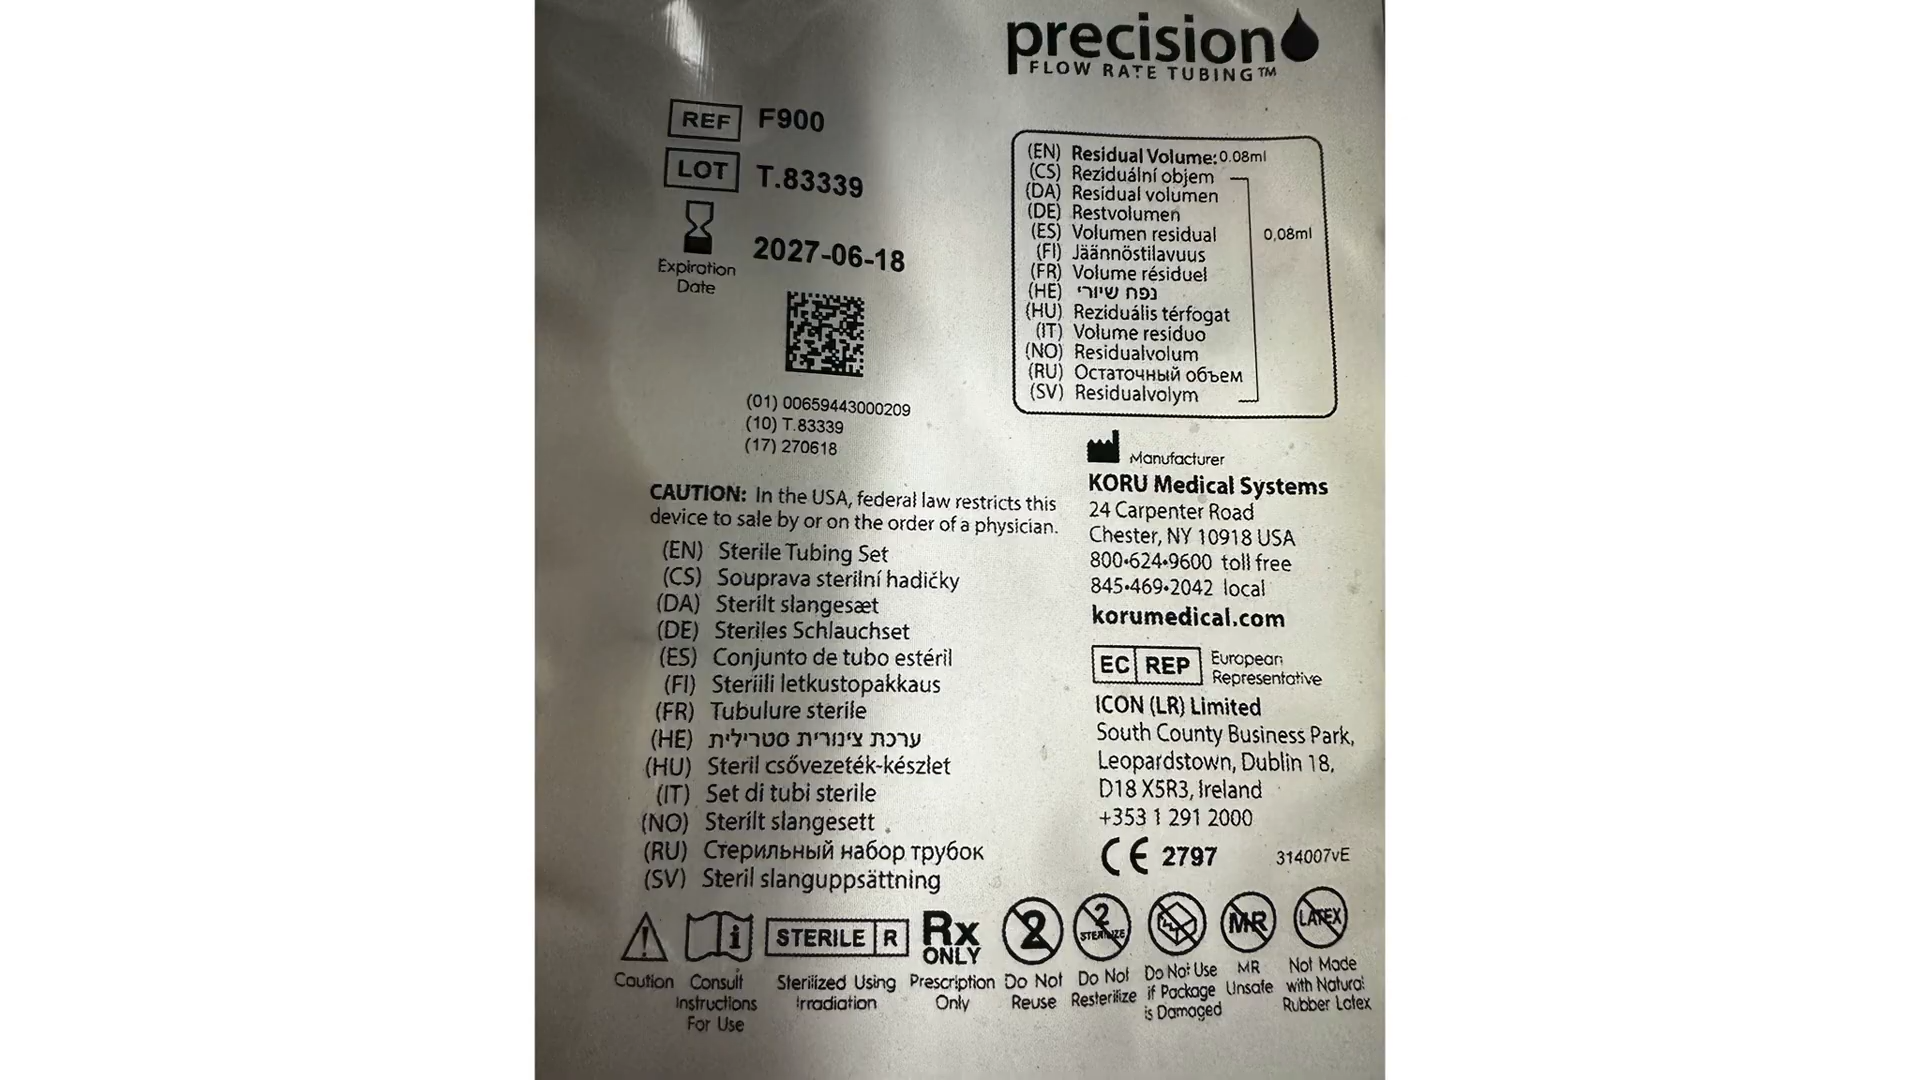 precision
FLOW RATE TUBING™
REF F900
LOT T.83339
2027-06-18
Expiration
Date
(01) 00659443000209
(10) T.83339
(17) 270618
(EN) Residual Volume: 0.08ml
(CS) Reziduální objem
(DA) Residual volumen
(DE) Restvolumen
(ES) Volumen residual
0,08ml
(FI) Jäännöstilavuus
(FR) Volume résiduel
(HE) נפח שיורי
(HU) Reziduális térfogat
(IT) Volume residuo
(NO) Residualvolum
(RU) Остаточный объем
(SV) Residualvolym
CAUTION: In the USA, federal law restricts this
device to sale by or on the order of a physician.
(EN) Sterile Tubing Set
(CS) Souprava sterilní hadičky
(DA) Sterilt slangesæt
(DE) Steriles Schlauchset
(ES) Conjunto de tubo estéril
(FI) Steriili letkustopakkaus
(FR) Tubulure sterile
(HE) ערכת צינורית סטרילית
(HU) Steril csővezeték-készlet
(IT) Set di tubi sterile
(NO) Sterilt slangesett
(RU) Стерильный набор трубок
(SV) Steril slanguppsättning
Manufacturer
KORU Medical Systems
24 Carpenter Road
Chester, NY 10918 USA
800•624•9600 toll free
845•469•2042 local
korumedical.com
EC REP European
Representative
ICON (LR) Limited
South County Business Park,
Leopardstown, Dublin 18,
D18 X5R3, Ireland
+353 1 291 2000
CE 2797
314007vE
Caution
i
Consult
Instructions
For Use
STERILE R
Sterilized Using
Irradiation
Rx
ONLY
Prescription
Only
2
Do Not
Reuse
2
STERILIZE
Do Not
Resterilize
Do Not Use
if Package
is Damaged
MR
MR
Unsafe
LATEX
Not Made
with Natural
Rubber Latex